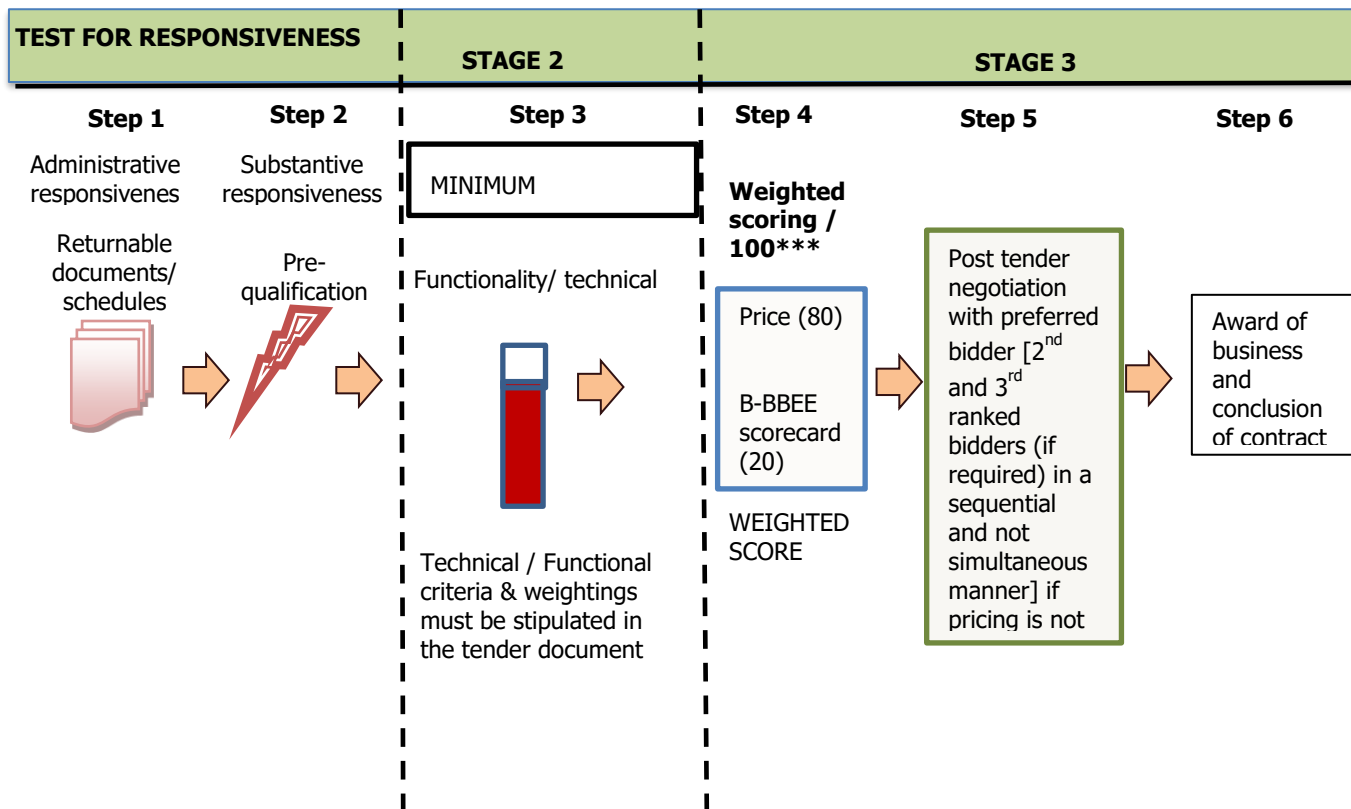 TEST FOR RESPONSIVENESS
STAGE 2
STAGE 3
Step 1
Administrative
responsivenes
Returnable
documents/
schedules
Step 2
Substantive
responsiveness
Pre-
qualification
Step 3
MINIMUM
Functionality/ technical
Technical / Functional
criteria & weightings
must be stipulated in
the tender document
Step 4
Weighted
scoring /
100***
Price (80)
B-BBEE
scorecard
(20)
WEIGHTED
SCORE
Step 5
Post tender
negotiation
with preferred
bidder [2nd
and 3rd
ranked
bidders (if
required) in a
sequential
and not
simultaneous
manner] if
pricing is not
Step 6
Award of
business
and
conclusion
of contract